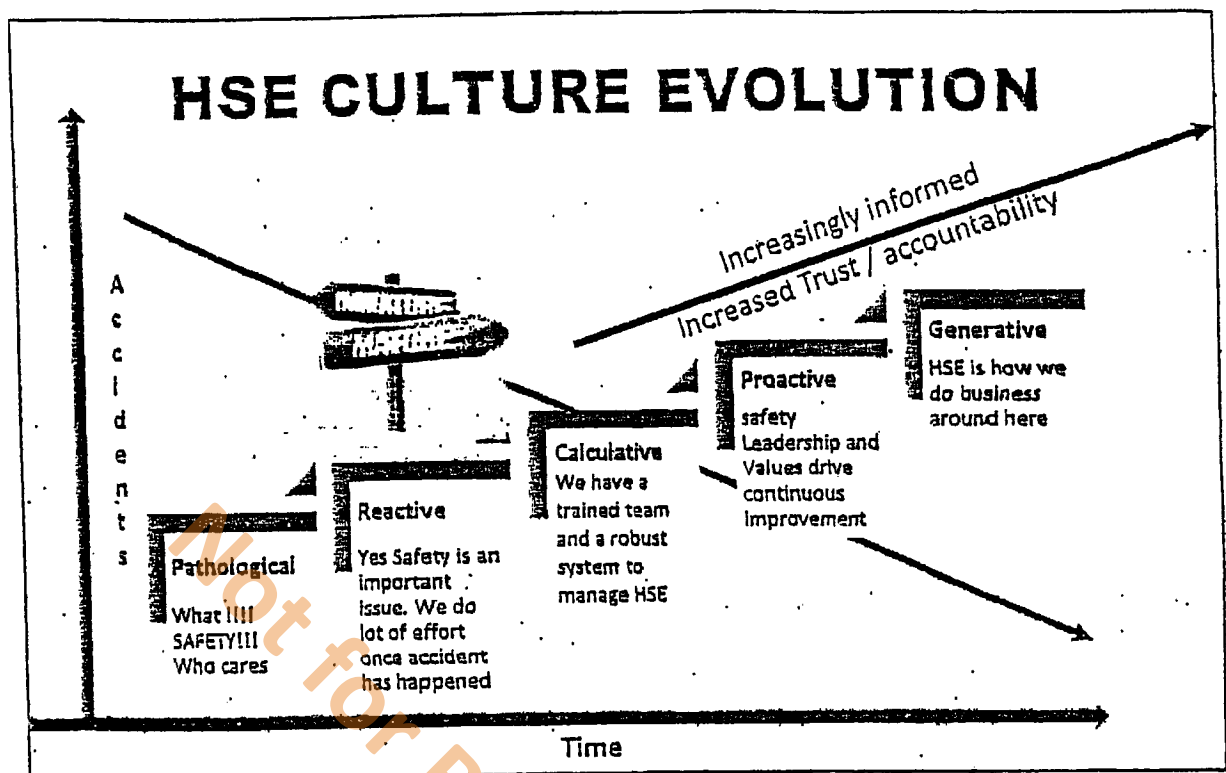 HSE CULTURE EVOLUTION
Accidents
Increasingly informed
Increased Trust / accountability
Pathological
What !!!!
SAFETY!!!
Who cares
Reactive
Yes Safety is an
important
issue. We do
lot of effort
once accident
has happened
Calculative
We have a
trained team
and a robust
system to
manage HSE
Proactive
safety
Leadership and
Values drive
continuous
improvement
Generative
HSE is how we
do business
around here
Time
Not for